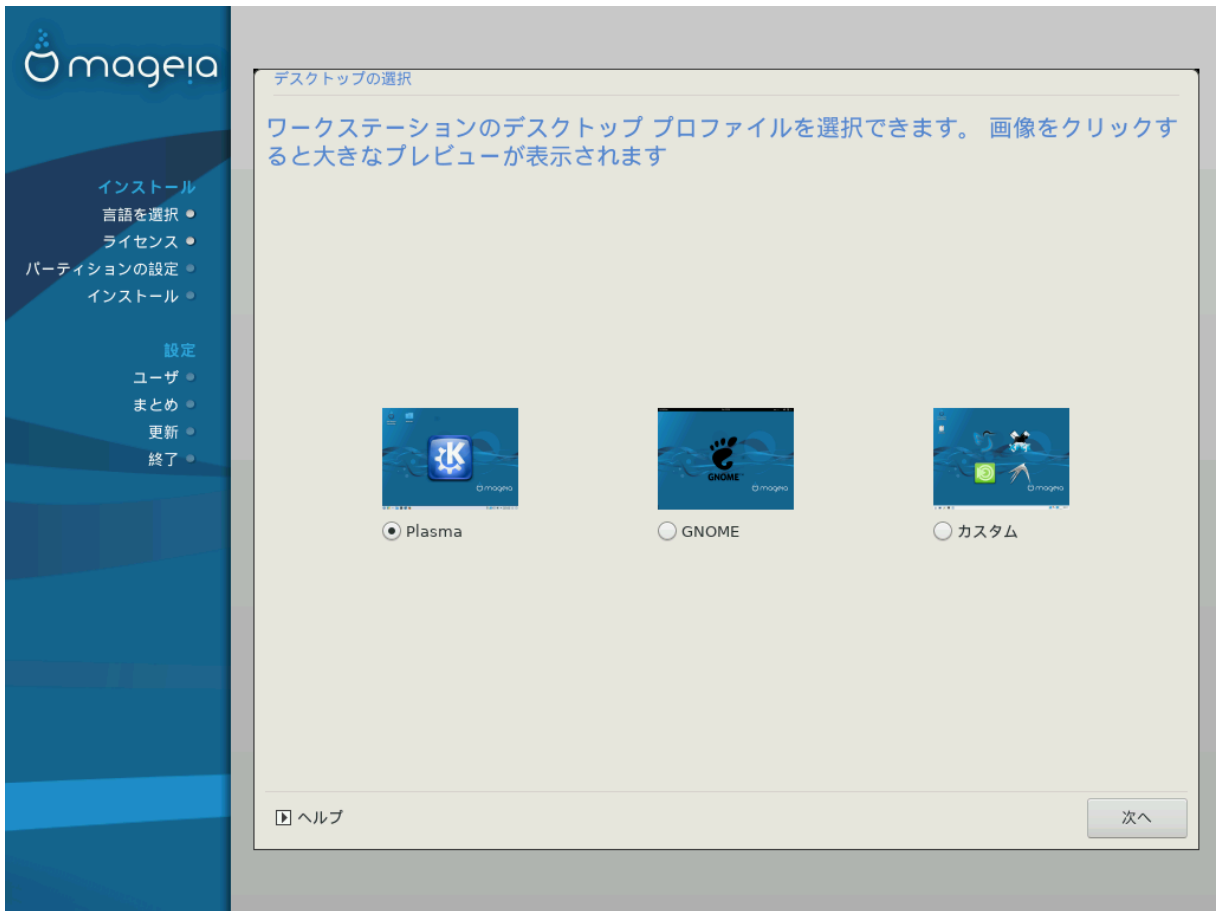 mageia
インストール
言語を選択
ライセンス
パーティションの設定
インストール
設定
ユーザ
まとめ
更新
終了
デスクトップの選択
ワークステーションのデスクトップ プロファイルを選択できます。 画像をクリックす
ると大きなプレビューが表示されます
mageia
GNOME
mageia
mageia
Plasma
GNOME
カスタム
ヘルプ
次へ